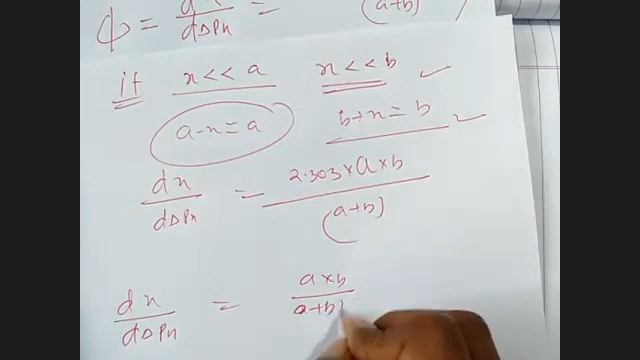 ϕ = dx/dΔPH = (a+b)
if x << a x << b ✓
a-x = a b+x = b ✓
dx/dΔPH = 2.303×a×b/(a+b)
dx/dΔPH = a×b/a+b